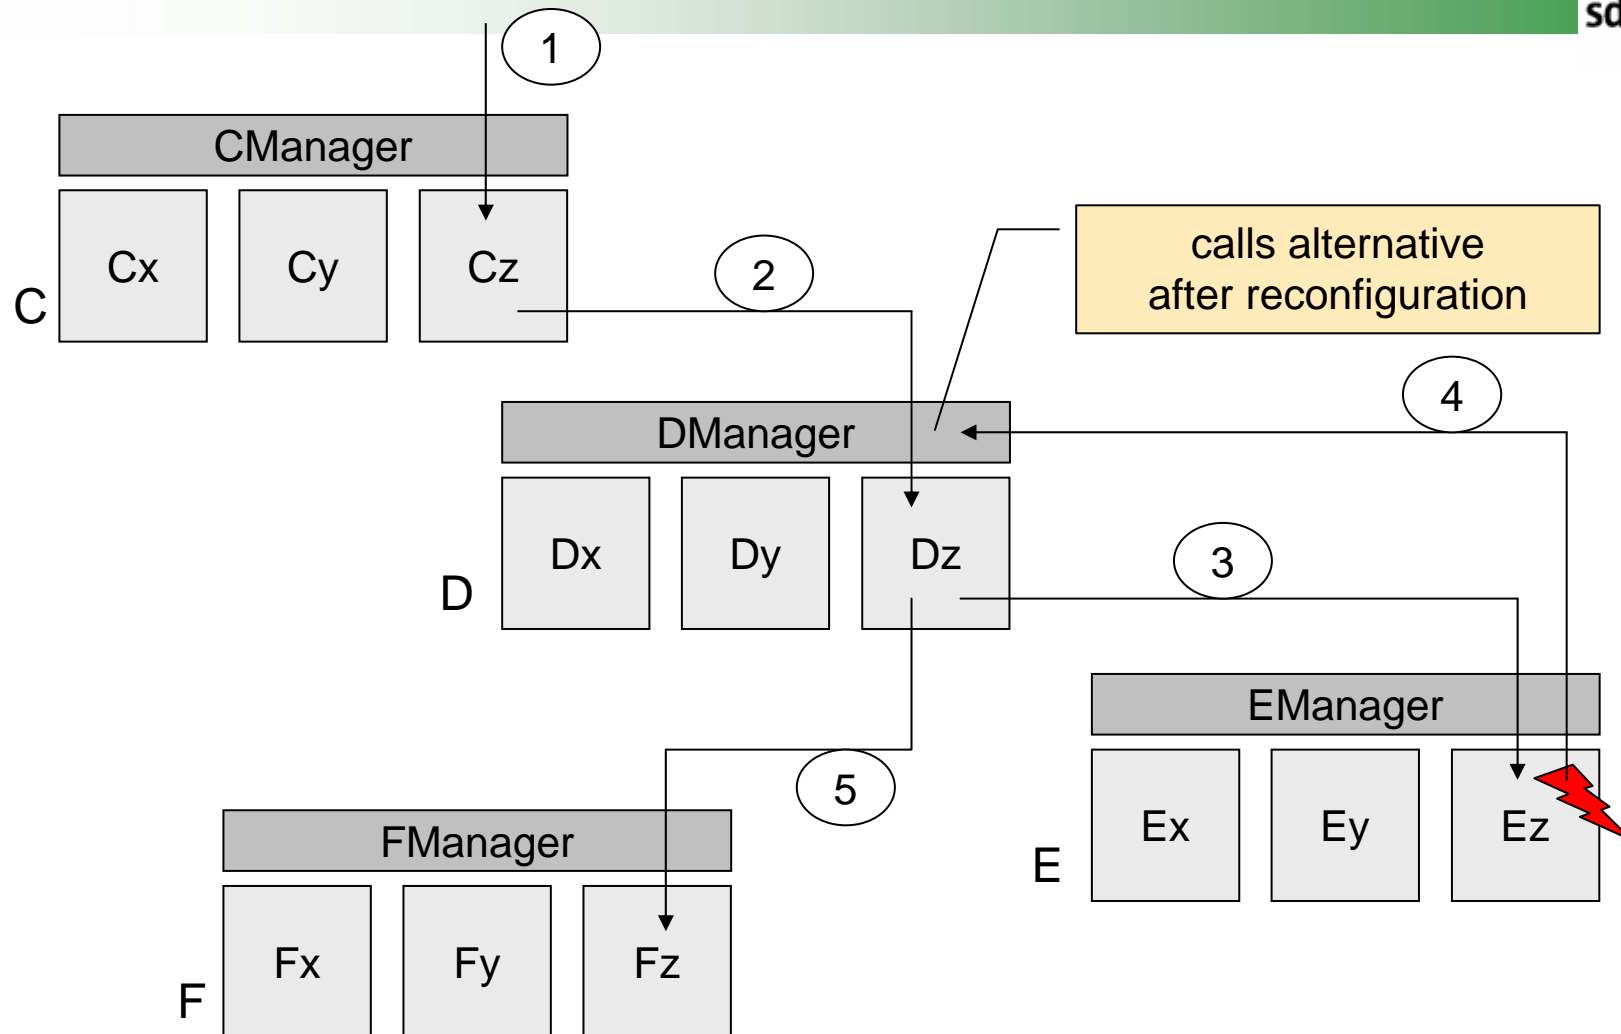 sd
1
CManager
Cx
Cy
Cz
C
2
calls alternative
after reconfiguration
4
DManager
Dx
Dy
Dz
D
3
EManager
5
Ex
Ey
Ez
E
FManager
Fx
Fy
Fz
F